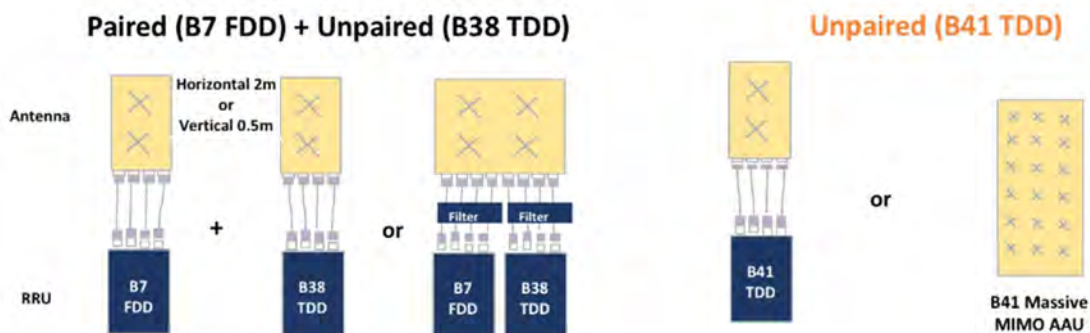 Paired (B7 FDD) + Unpaired (B38 TDD)
Unpaired (B41 TDD)
Antenna
Horizontal 2m
or
Vertical 0.5m
+
or
or
Filter
Filter
RRU
B7
FDD
B38
TDD
B7
FDD
B38
TDD
B41
TDD
B41 Massive
MIMO AAU